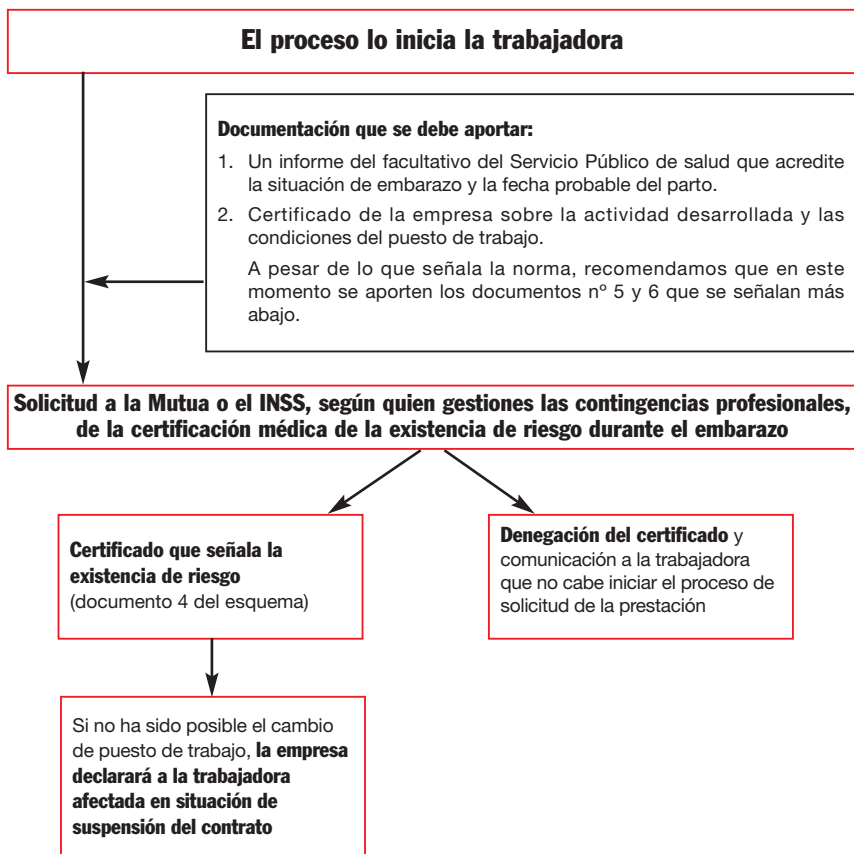 El proceso lo inicia la trabajadora
Documentación que se debe aportar:
1. Un informe del facultativo del Servicio Público de salud que acredite
la situación de embarazo y la fecha probable del parto.
2. Certificado de la empresa sobre la actividad desarrollada y las
condiciones del puesto de trabajo.
A pesar de lo que señala la norma, recomendamos que en este
momento se aporten los documentos nº 5 y 6 que se señalan más
abajo.
Solicitud a la Mutua o el INSS, según quien gestiones las contingencias profesionales,
de la certificación médica de la existencia de riesgo durante el embarazo
Certificado que señala la
existencia de riesgo
(documento 4 del esquema)
Denegación del certificado y
comunicación a la trabajadora
que no cabe iniciar el proceso de
solicitud de la prestación
Si no ha sido posible el cambio
de puesto de trabajo, la empresa
declarará a la trabajadora
afectada en situación de
suspensión del contrato